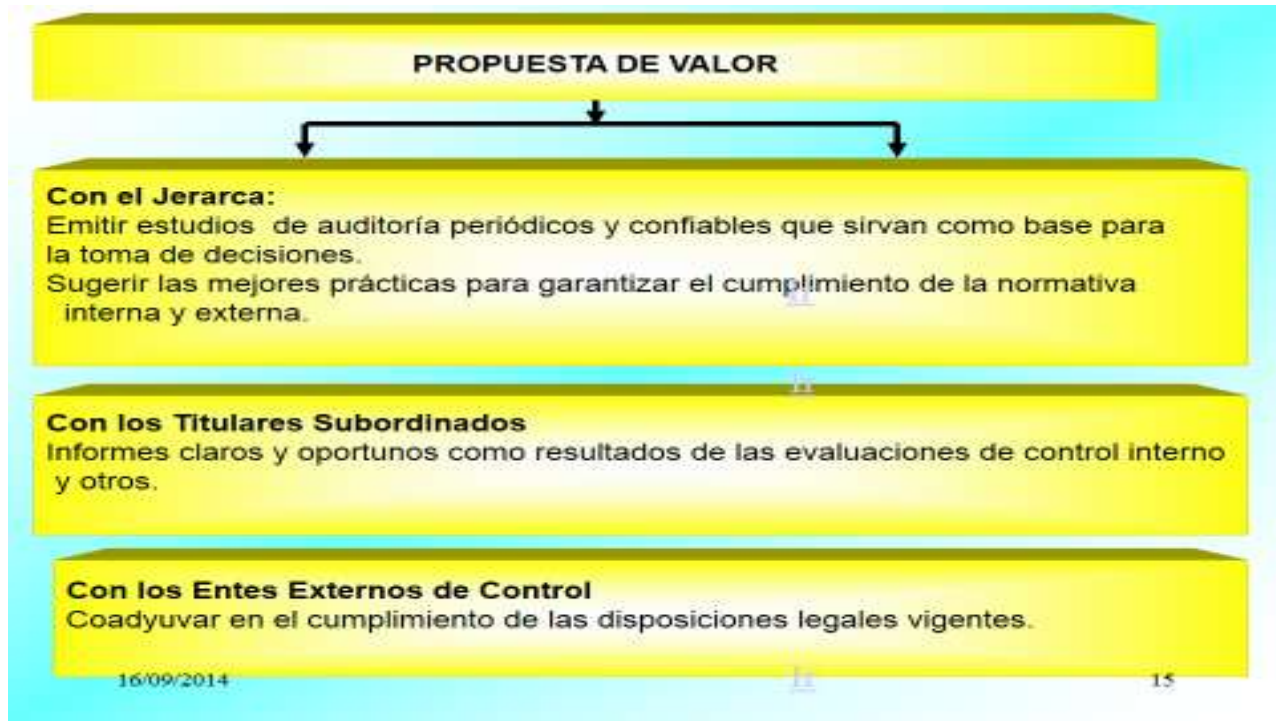 PROPUESTA DE VALOR
Con el Jerarca:
Emitir estudios de auditoría periódicos y confiables que sirvan como base para
la toma de decisiones.
Sugerir las mejores prácticas para garantizar el cumplimiento de la normativa
interna y externa.
Con los Titulares Subordinados
Informes claros y oportunos como resultados de las evaluaciones de control interno
y otros.
Con los Entes Externos de Control
Coadyuvar en el cumplimiento de las disposiciones legales vigentes.
16/09/2014
15